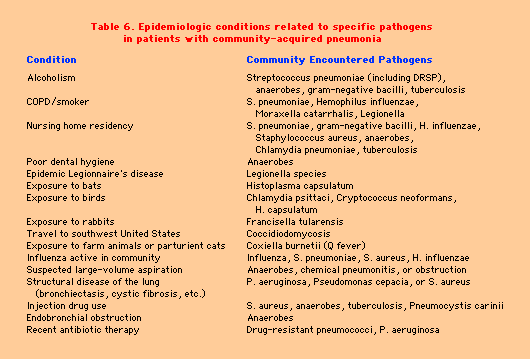 Table 6. Epidemiologic conditions related to specific pathogens
in patients with community-acquired pneumonia
Condition Community Encountered Pathogens
Alcoholism Streptococcus pneumoniae (including DRSP),
anaerobes, gram-negative bacilli, tuberculosis
COPD/smoker S. pneumoniae, Hemophilus influenzae,
Moraxella catarrhalis, Legionella
Nursing home residency S. pneumoniae, gram-negative bacilli, H. influenzae,
Staphylococcus aureus, anaerobes,
Chlamydia pneumoniae, tuberculosis
Poor dental hygiene Anaerobes
Epidemic Legionnaire's disease Legionella species
Exposure to bats Histoplasma capsulatum
Exposure to birds Chlamydia psittaci, Cryptococcus neoformans,
H. capsulatum
Exposure to rabbits Francisella tularensis
Travel to southwest United States Coccidiodomycosis
Exposure to farm animals or parturient cats Coxiella burnetii (Q fever)
Influenza active in community Influenza, S. pneumoniae, S. aureus, H. influenzae
Suspected large-volume aspiration Anaerobes, chemical pneumonitis, or obstruction
Structural disease of the lung P. aeruginosa, Pseudomonas cepacia, or S. aureus
(bronchiectasis, cystic fibrosis, etc.)
Injection drug use S. aureus, anaerobes, tuberculosis, Pneumocystis carinii
Endobronchial obstruction Anaerobes
Recent antibiotic therapy Drug-resistant pneumococci, P. aeruginosa